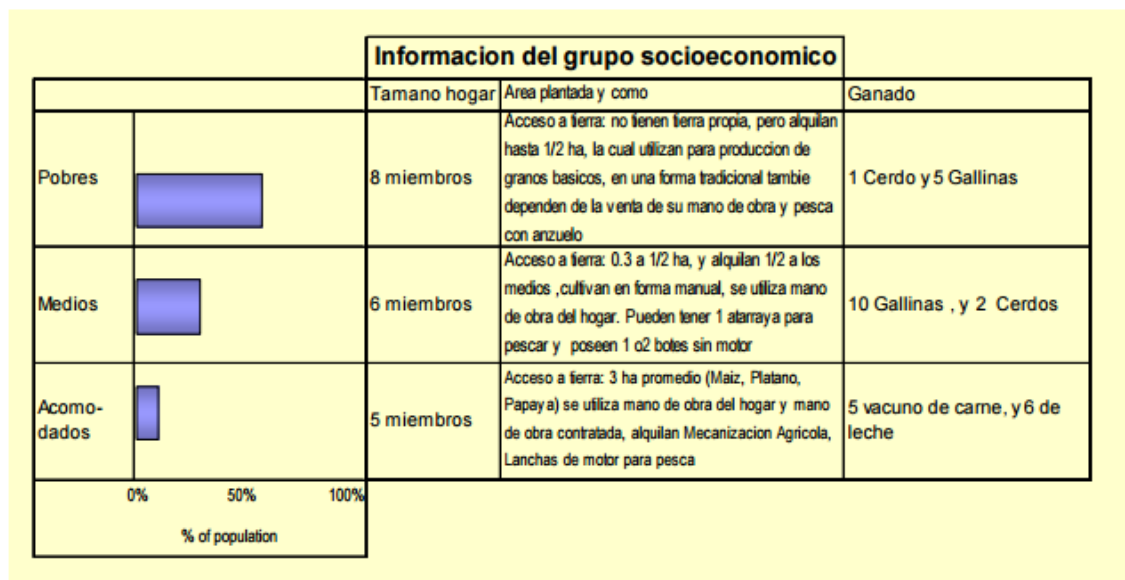 Informacion del grupo socioeconomico
Tamano hogar Area plantada y como Ganado
Pobres
8 miembros
Acceso a tierra: no tienen tierra propia, pero alquilan
hasta 1/2 ha, la cual utilizan para produccion de
granos basicos, en una forma tradicional tambie
dependen de la venta de su mano de obra y pesca
con anzuelo
1 Cerdo y 5 Gallinas
Medios
6 miembros
Acceso a tierra: 0.3 a 1/2 ha, y alquilan 1/2 a los
medios ,cultivan en forma manual, se utiliza mano
de obra del hogar. Pueden tener 1 atarraya para
pescar y poseen 1 o2 botes sin motor
10 Gallinas , y 2 Cerdos
Acomo-
dados
5 miembros
Acceso a tierra: 3 ha promedio (Maiz, Platano,
Papaya) se utiliza mano de obra del hogar y mano
de obra contratada, alquilan Mecanizacion Agricola,
Lanchas de motor para pesca
5 vacuno de carne, y 6 de
leche
0% 50% 100%
% of population